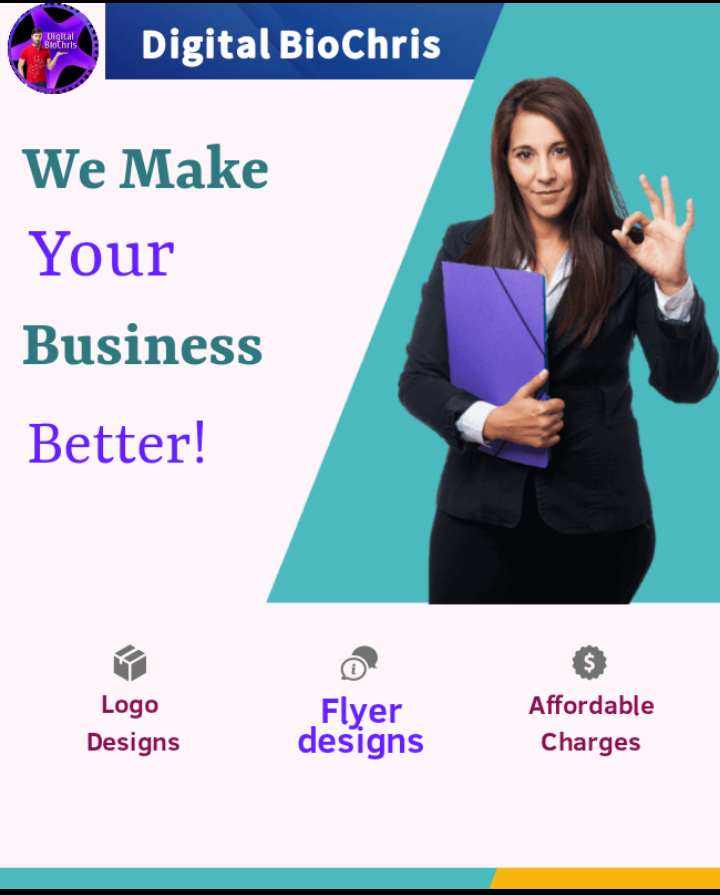 Digital
BioChris
Digital BioChris
We Make
Your
Business
Better!
i
Logo
Designs
Flyer
designs
$
Affordable
Charges